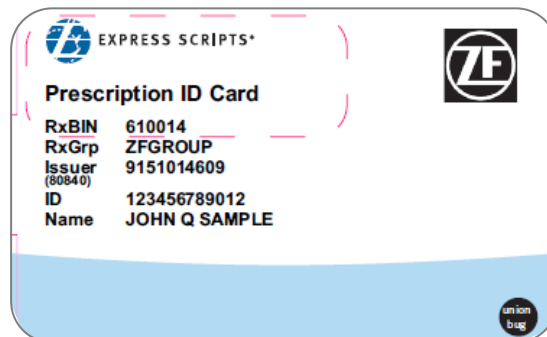 EXPRESS SCRIPTS®
ZF
Prescription ID Card
RxBIN 610014
RxGrp ZFGROUP
Issuer 9151014609
(80840)
ID 123456789012
Name JOHN Q SAMPLE
union
bug